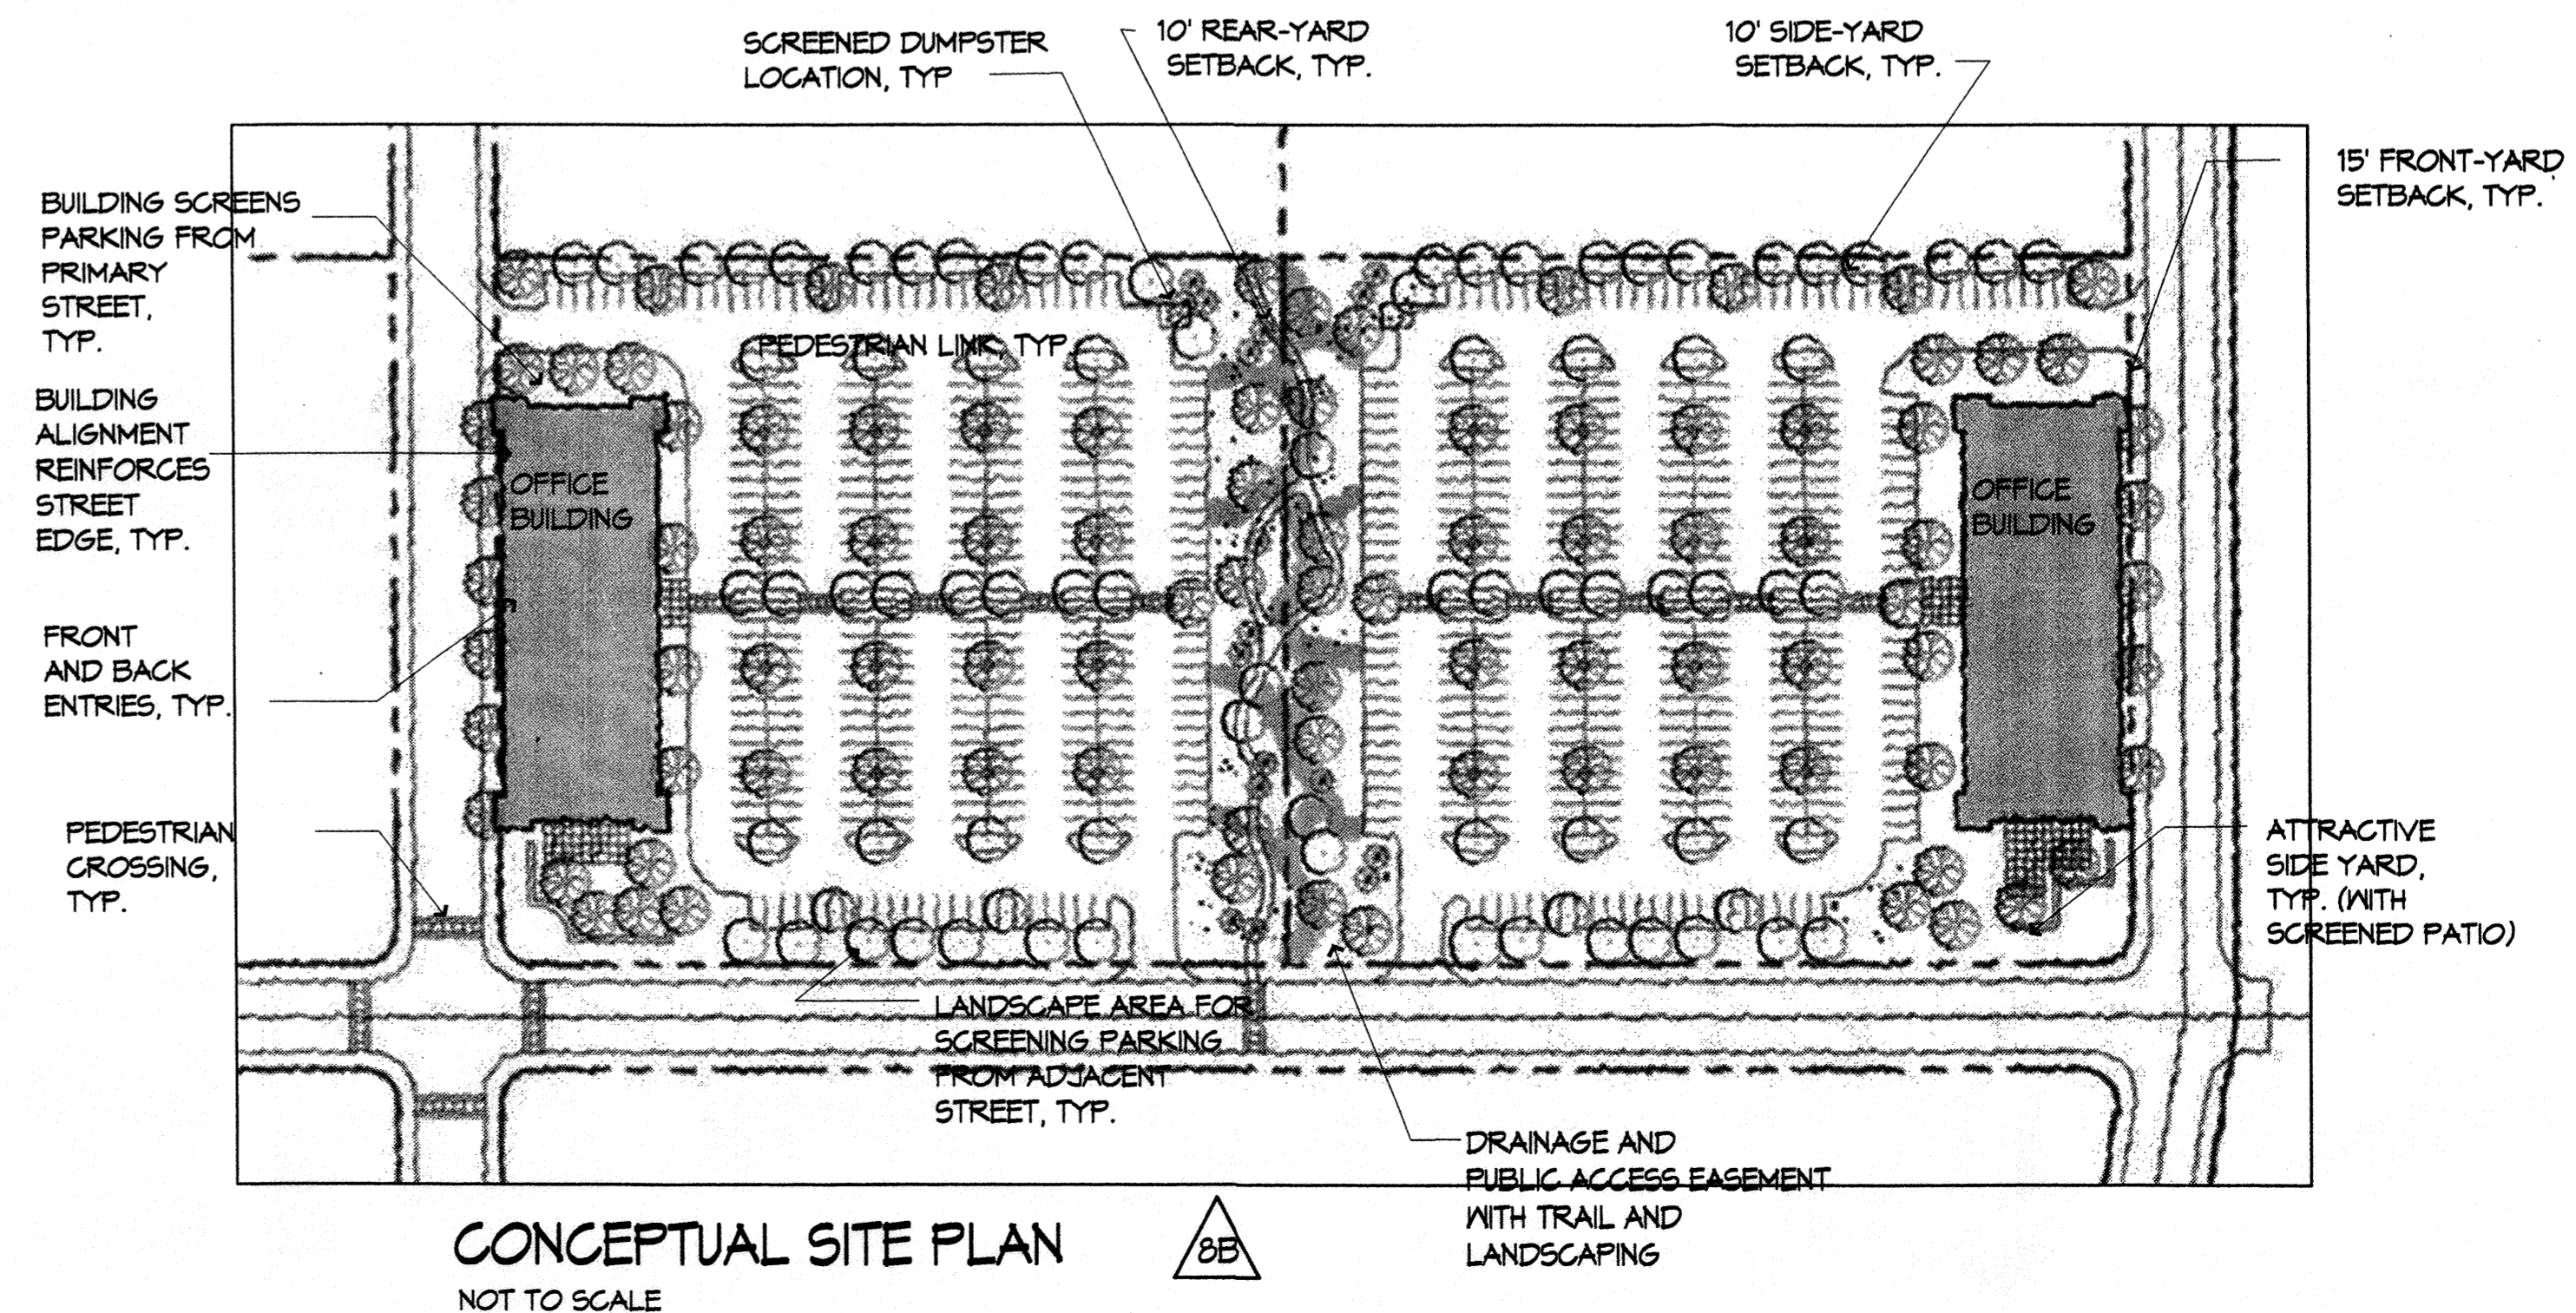 SCREENED DUMPSTER
LOCATION, TYP
10' REAR-YARD
SETBACK, TYP.
10' SIDE-YARD
SETBACK, TYP.
15' FRONT-YARD
SETBACK, TYP.
BUILDING SCREENS
PARKING FROM
PRIMARY
STREET,
TYP.
PEDESTRIAN LINK, TYP.
BUILDING
ALIGNMENT
REINFORCES
STREET
EDGE, TYP.
OFFICE
BUILDING
OFFICE
BUILDING
FRONT
AND BACK
ENTRIES, TYP.
PEDESTRIAN
CROSSING,
TYP.
ATTRACTIVE
SIDE YARD,
TYP. (WITH
SCREENED PATIO)
LANDSCAPE AREA FOR
SCREENING PARKING
FROM ADJACENT
STREET, TYP.
DRAINAGE AND
PUBLIC ACCESS EASEMENT
WITH TRAIL AND
LANDSCAPING
CONCEPTUAL SITE PLAN
8B
NOT TO SCALE